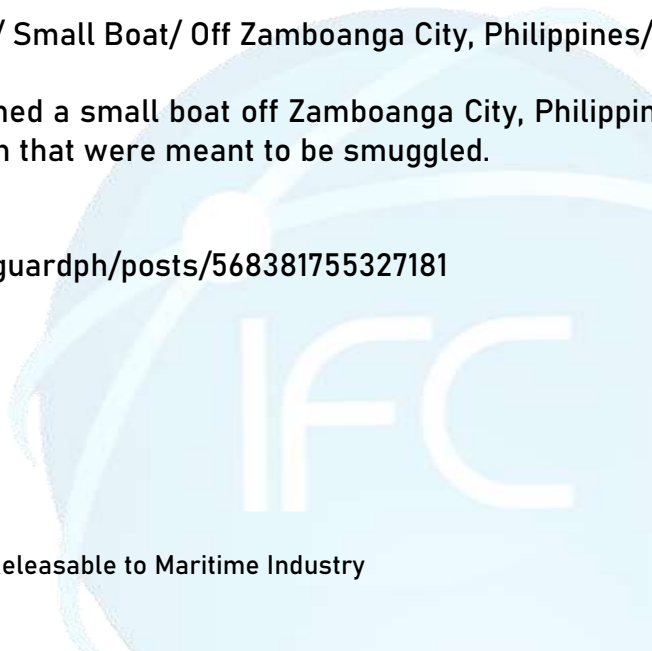 / Small Boat/ Off Zamboanga City, Philippines/
ned a small boat off Zamboanga City, Philippin
n that were meant to be smuggled.
guardph/posts/568381755327181
IFC
eleasable to Maritime Industry